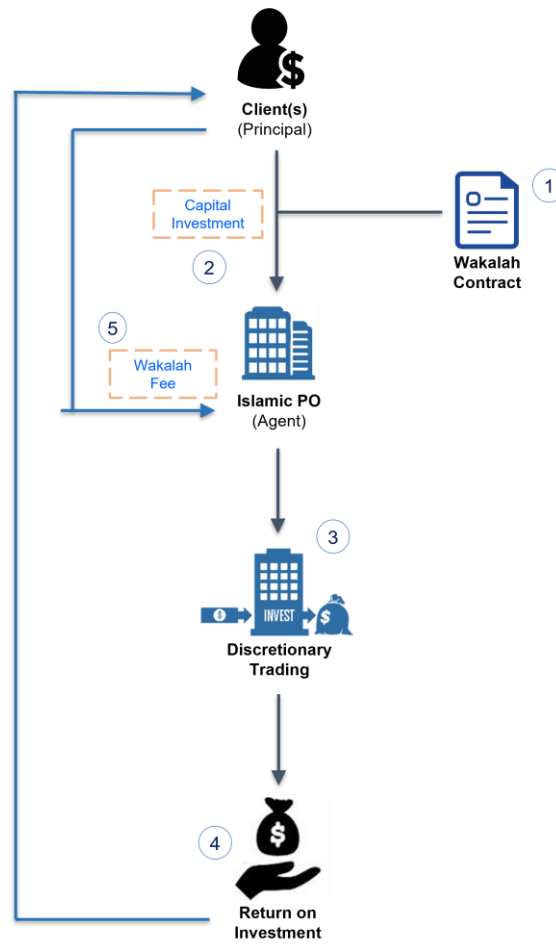 Client(s)
(Principal)
1
Capital
Investment
Wakalah
Contract
2
5
Wakalah
Fee
Islamic PO
(Agent)
3
$
INVEST
$
Discretionary
Trading
$
4
Return on
Investment